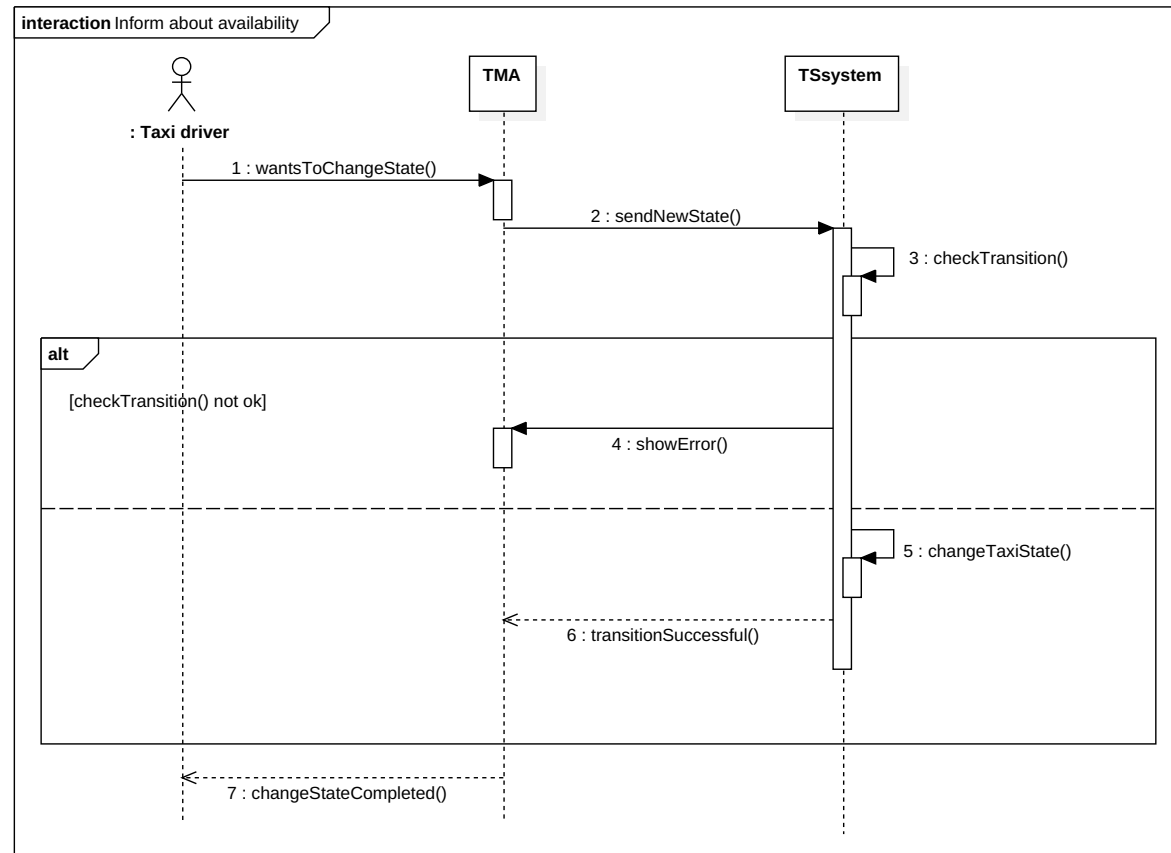 interaction Inform about availability
TMA
TSsystem
: Taxi driver
1 : wantsToChangeState()
2 : sendNewState()
3 : checkTransition()
alt
[checkTransition() not ok]
4 : showError()
5 : changeTaxiState()
6 : transitionSuccessful()
7 : changeStateCompleted()